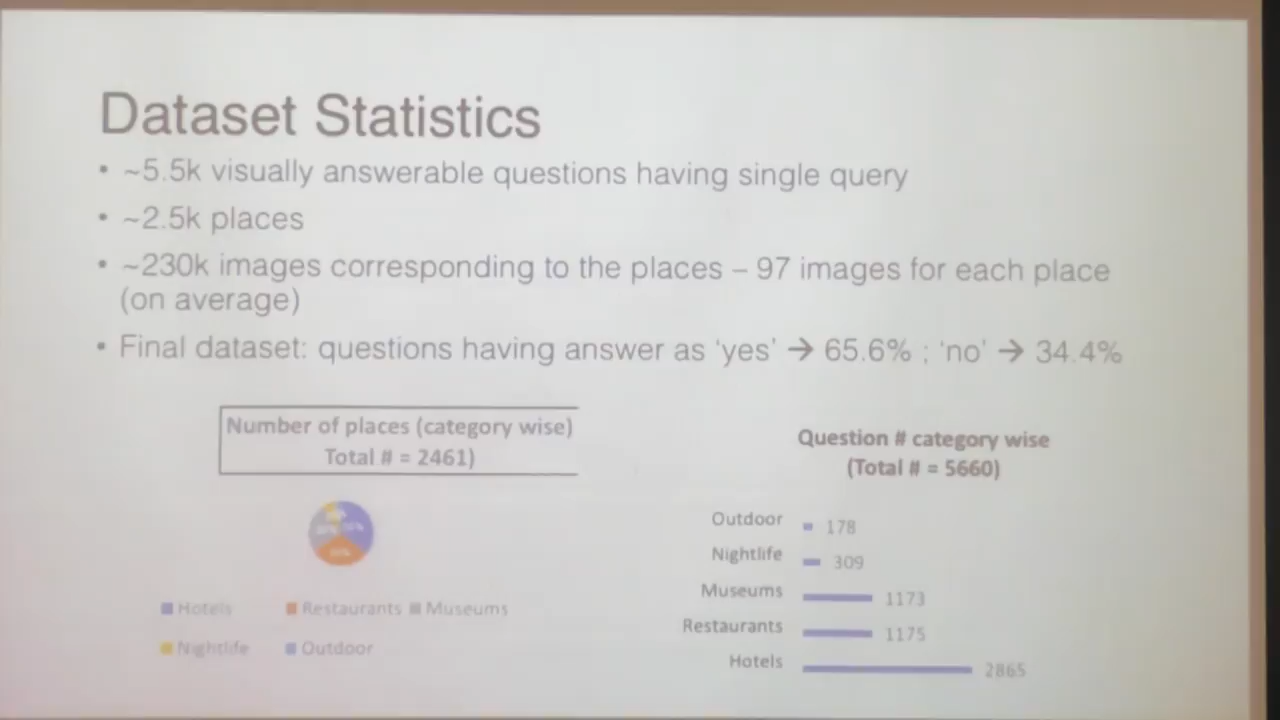 Dataset Statistics
• ~5.5k visually answerable questions having single query
• ~2.5k places
• ~230k images corresponding to the places – 97 images for each place
(on average)
• Final dataset: questions having answer as ‘yes’ → 65.6% ; ‘no’ → 34.4%
Number of places (category wise)
Total # = 2461)
Hotels Restaurants Museums
Nightlife Outdoor
Question # category wise
(Total # = 5660)
Outdoor 178
Nightlife 309
Museums 1173
Restaurants 1175
Hotels 2865